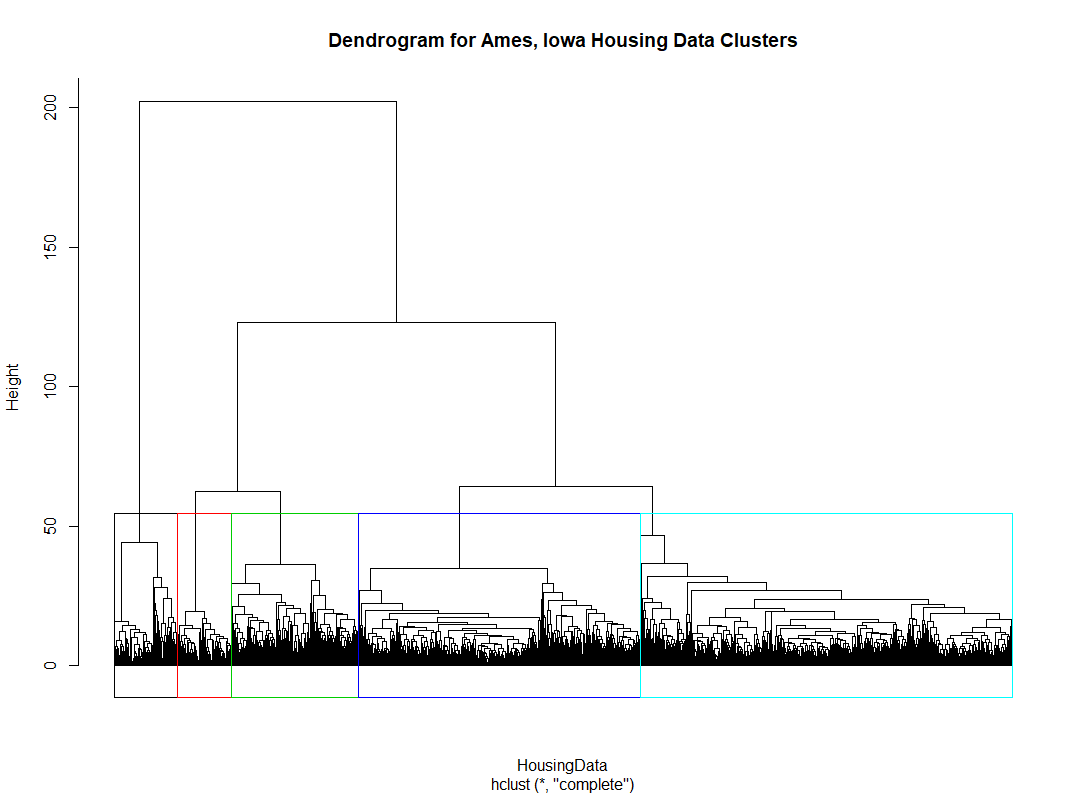 Dendrogram for Ames, Iowa Housing Data Clusters
200
150
100
50
0
Height
HousingData
hclust (*, "complete")